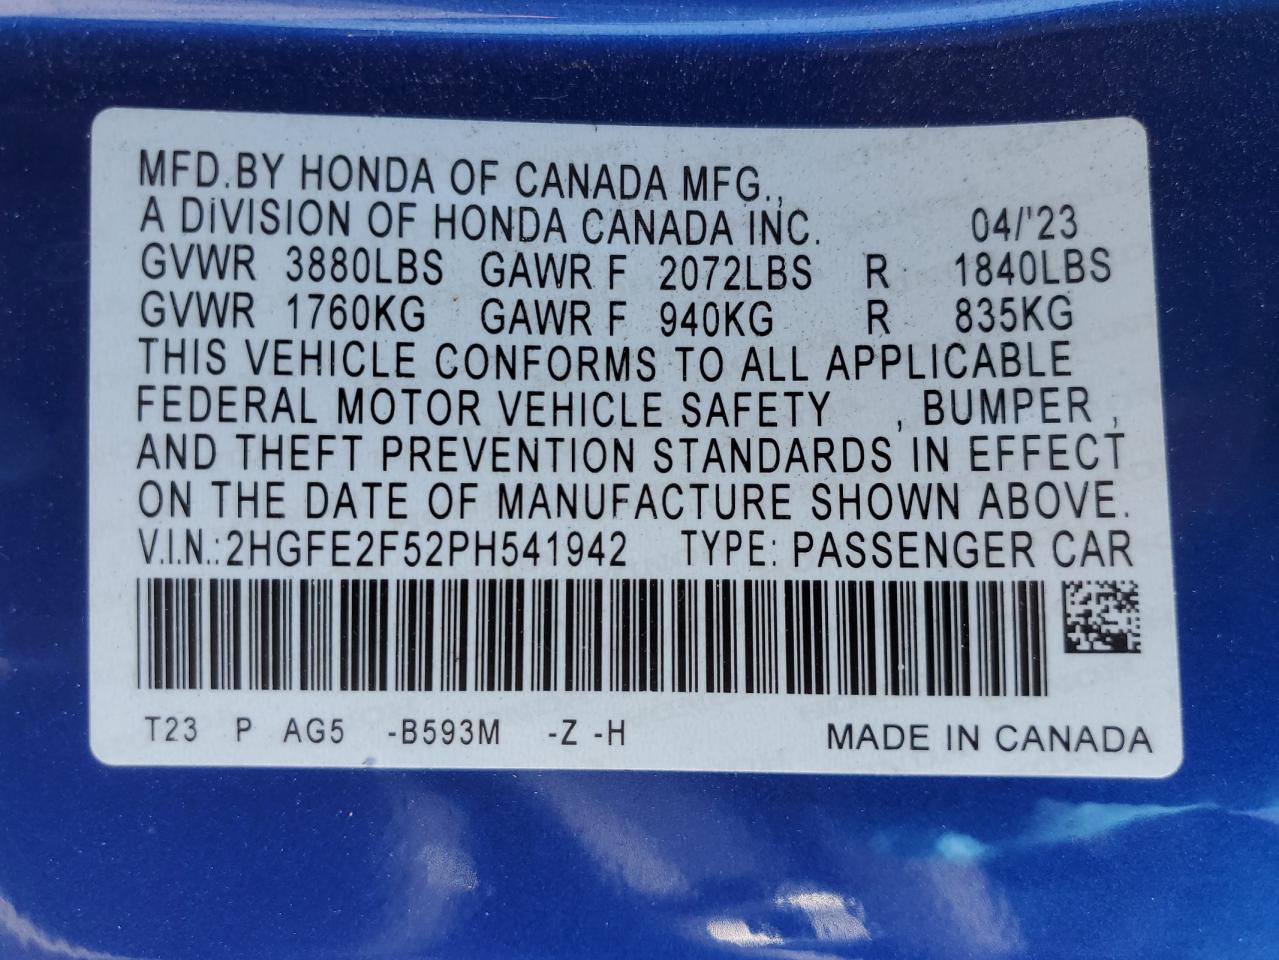 MFD.BY HONDA OF CANADA MFG.,
A DIVISION OF HONDA CANADA INC. 04/'23
GVWR 3880LBS GAWR F 2072LBS R 1840LBS
GVWR 1760KG GAWR F 940KG R 835KG
THIS VEHICLE CONFORMS TO ALL APPLICABLE
FEDERAL MOTOR VEHICLE SAFETY , BUMPER ,
AND THEFT PREVENTION STANDARDS IN EFFECT
ON THE DATE OF MANUFACTURE SHOWN ABOVE.
V.I.N.:2HGFE2F52PH541942 TYPE: PASSENGER CAR
T23 P AG5 -B593M -Z -H MADE IN CANADA